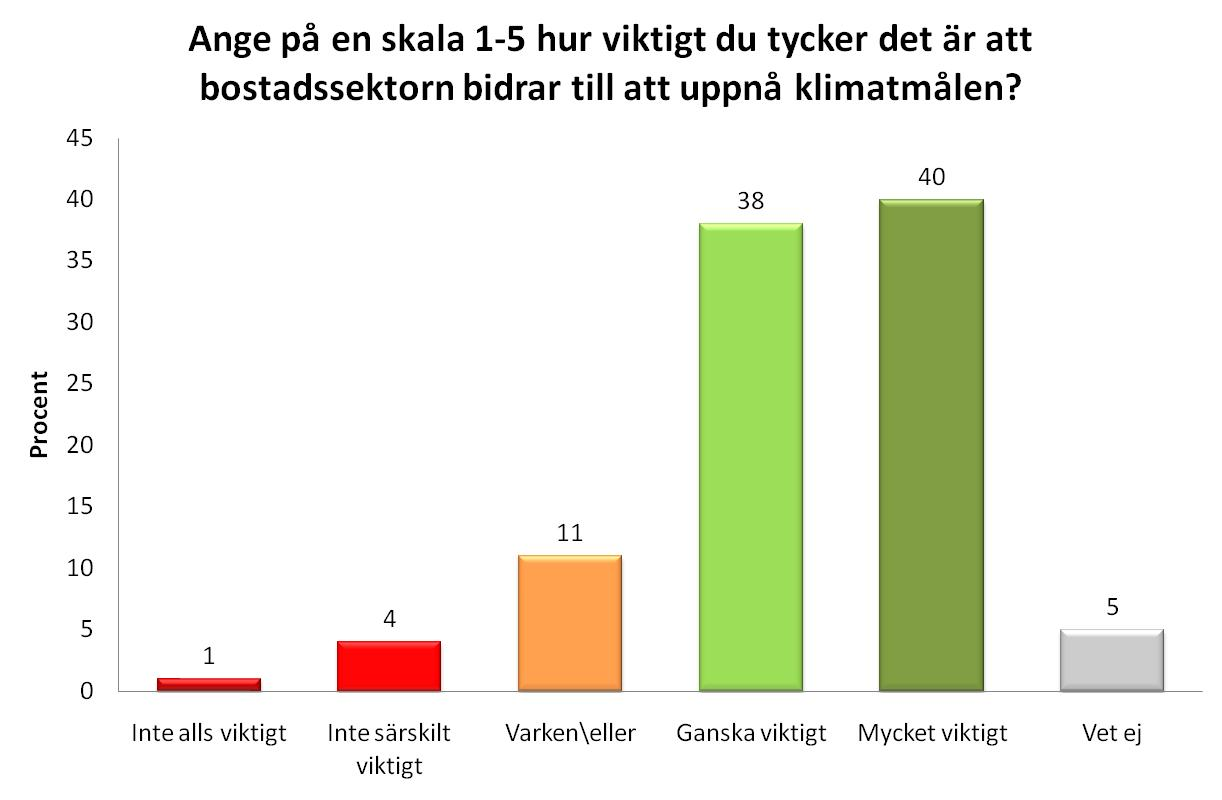 Ange på en skala 1-5 hur viktigt du tycker det är att
bostadssektorn bidrar till att uppnå klimatmålen?
Procent
45
40
35
30
25
20
15
10
5
0
1
4
11
38
40
5
Inte alls viktigt
Inte särskilt
viktigt
Varken\eller
Ganska viktigt
Mycket viktigt
Vet ej